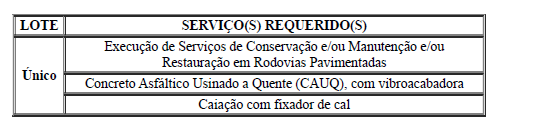 LOTE SERVIÇO(S) REQUERIDO(S)
Único
Execução de Serviços de Conservação e/ou Manutenção e/ou
Restauração em Rodovias Pavimentadas
Concreto Asfáltico Usinado a Quente (CAUQ), com vibroacabadora
Caiação com fixador de cal